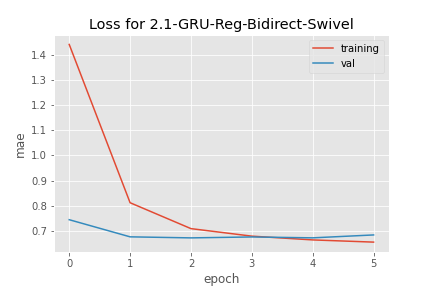 Loss for 2.1-GRU-Reg-Bidirect-Swivel
training
val
1.4
1.3
1.2
1.1
1.0
0.9
0.8
0.7
mae
0 1 2 3 4 5
epoch